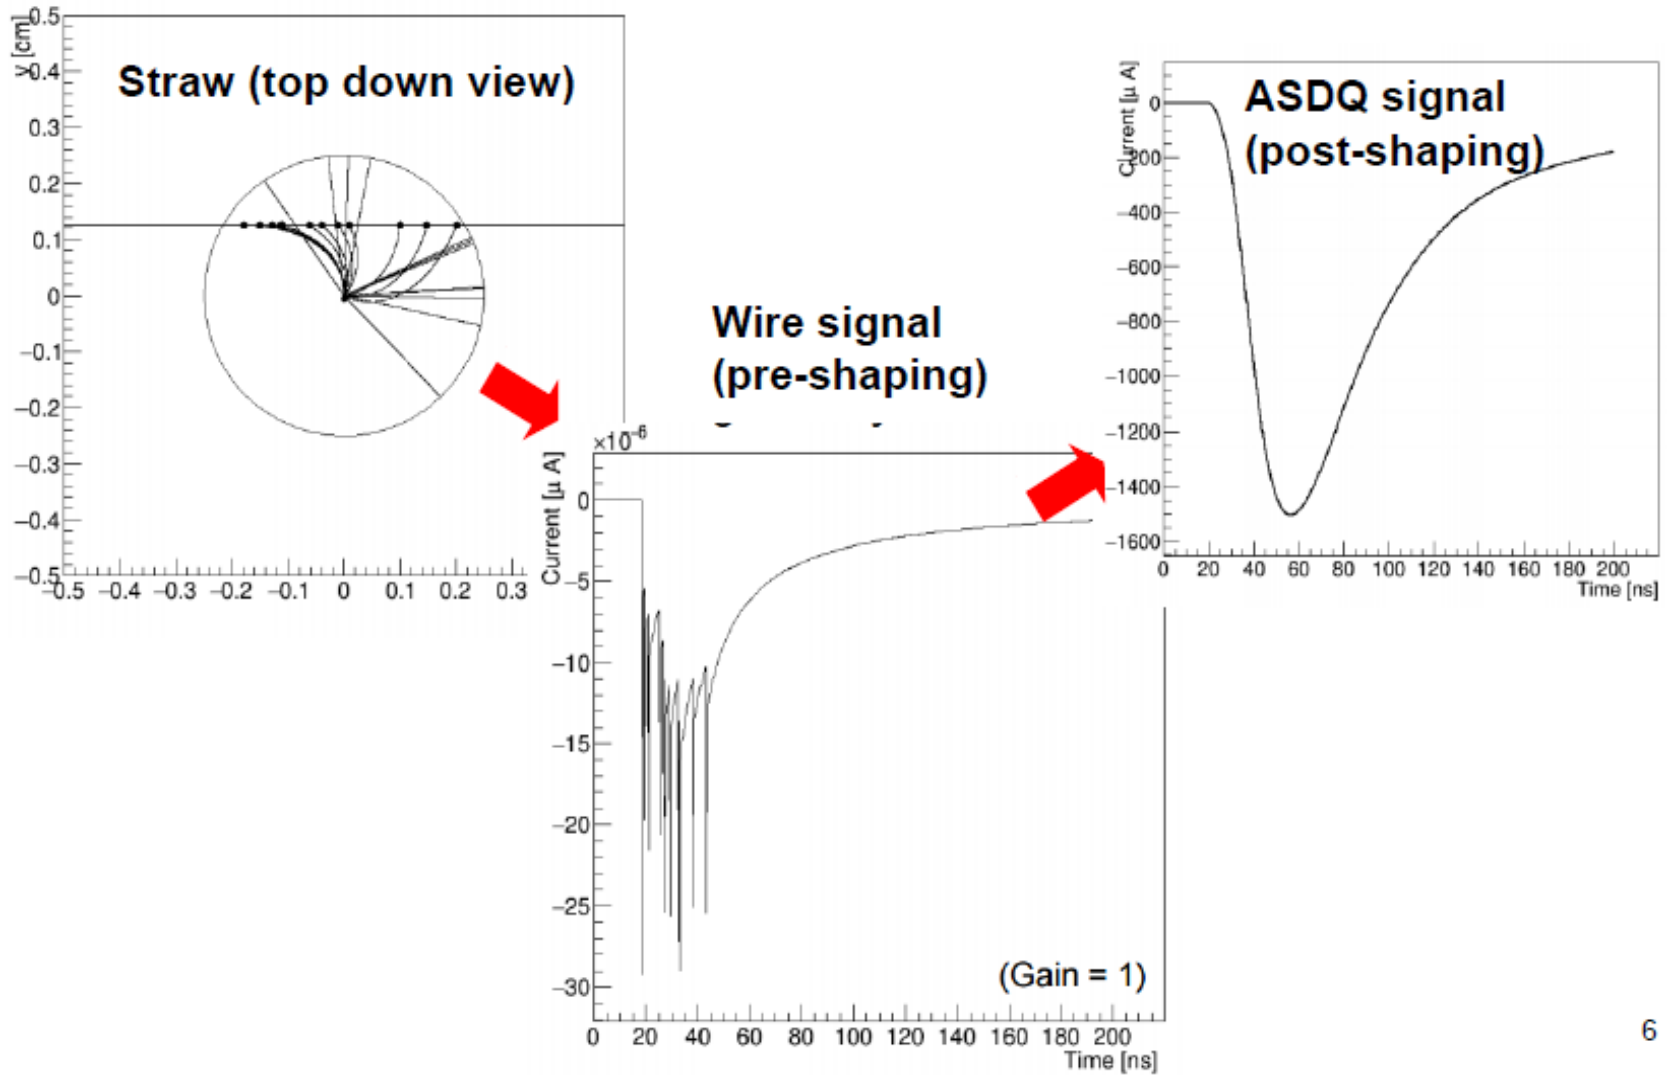 y [cm]
Straw (top down view)
0.5
0.4
0.3
0.2
0.1
0
−0.1
−0.2
−0.3
−0.4
−0.5
−0.5 −0.4 −0.3 −0.2 −0.1 0 0.1 0.2 0.3
Wire signal
(pre-shaping)
×10-6
Current [μ A]
0
−5
−10
−15
−20
−25
−30
(Gain = 1)
0 20 40 60 80 100 120 140 160 180 200
Time [ns]
ASDQ signal
(post-shaping)
Current [μ A]
0
−200
−400
−600
−800
−1000
−1200
−1400
−1600
0 20 40 60 80 100 120 140 160 180 200
Time [ns]
6